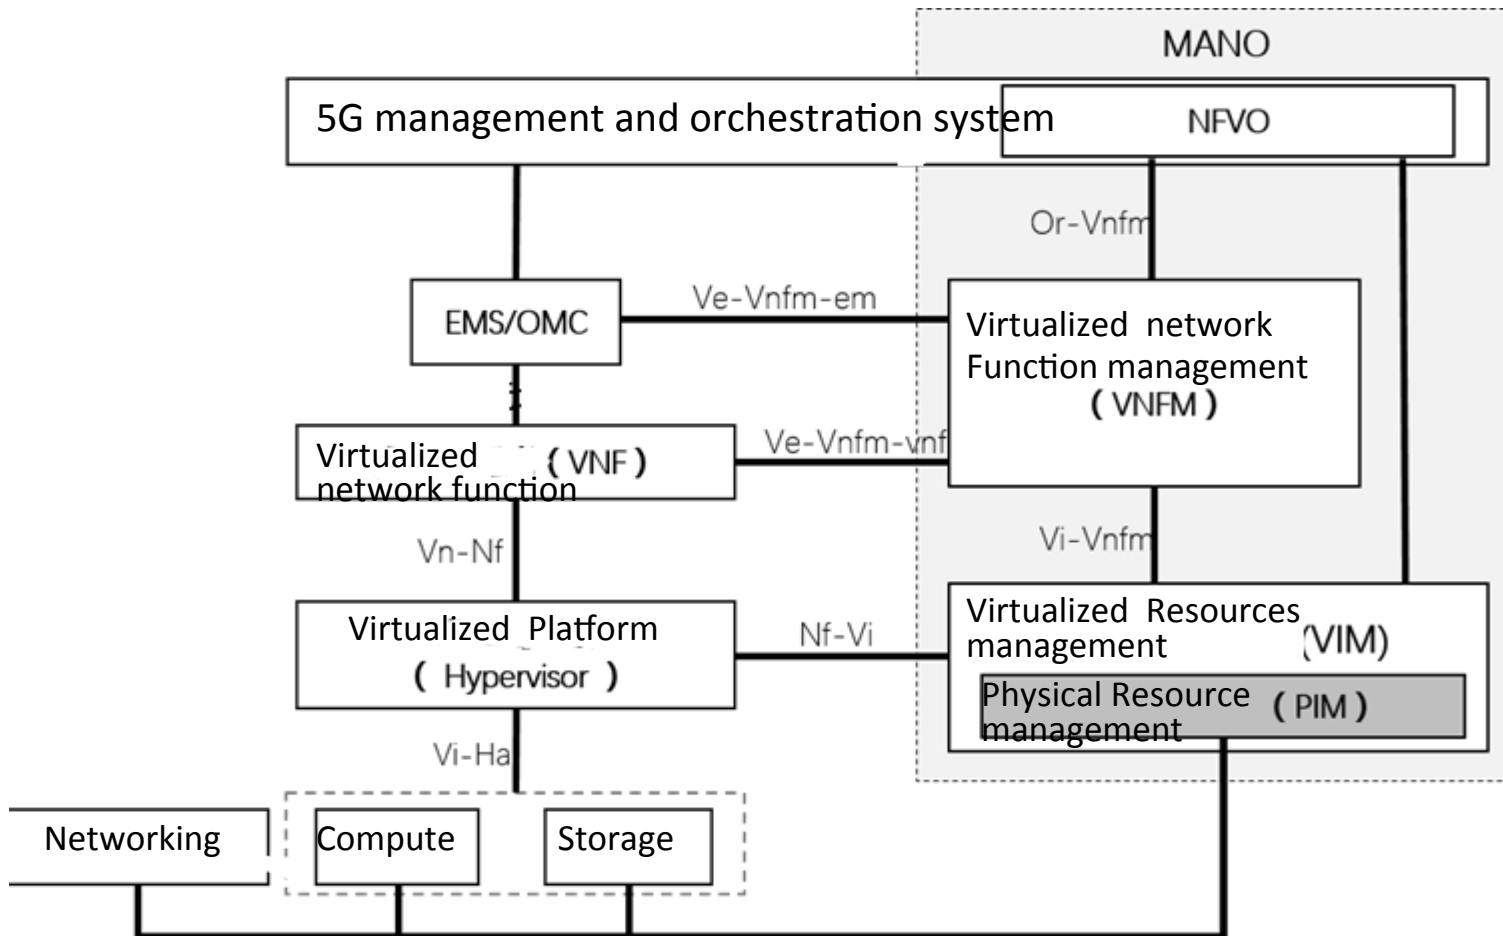 MANO
5G management and orchestration system
NFVO
Or-Vnfm
EMS/OMC
Ve-Vnfm-em
Virtualized network
Function management
(VNFM)
Virtualized (VNF)
network function
Ve-Vnfm-vnf
Vn-Nf
Vi-Vnfm
Virtualized Platform
(Hypervisor)
Nf-Vi
Virtualized Resources
management (VIM)
Physical Resource (PIM)
management
Vi-Ha
Networking
Compute
Storage